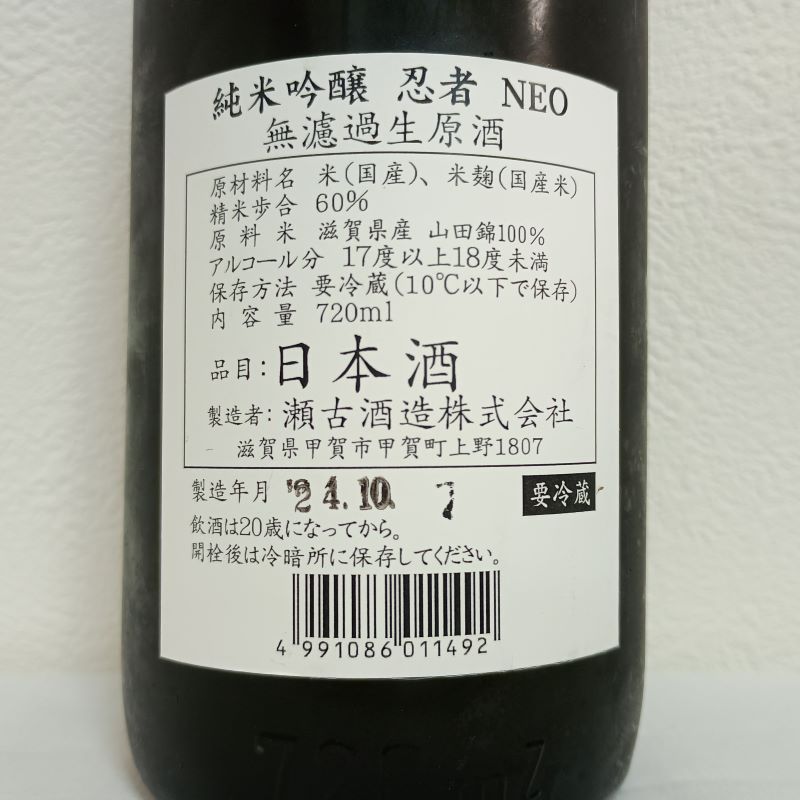 純米吟醸 忍者 NEO
無濾過生原酒
原材料名 米(国産)、米麹(国産米)
精米歩合 60%
原料米 滋賀県産 山田錦100%
アルコール分 17度以上18度未満
保存方法 要冷蔵(10℃以下で保存)
内容量 720ml
品目:日本酒
製造者:瀬古酒造株式会社
滋賀県甲賀市甲賀町上野1807
製造年月 '24.10. 7 要冷蔵
飲酒は20歳になってから。
開栓後は冷暗所に保存してください。
4 991086 011492